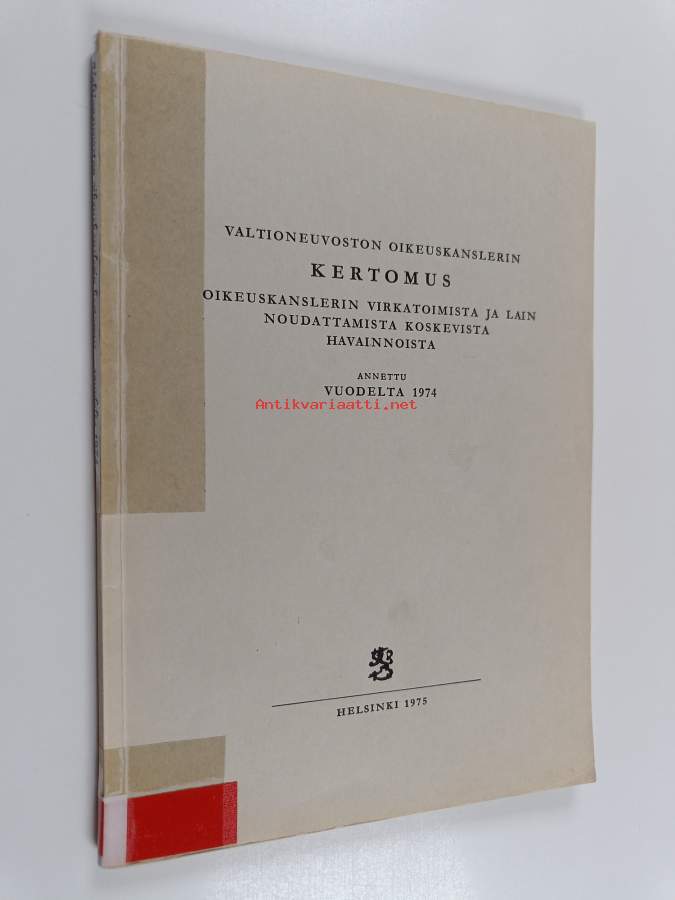 VALTIONEUVOSTON OIKEUSKANSLERIN
KERTOMUS
OIKEUSKANSLERIN VIRKATOIMISTA JA LAIN
NOUDATTAMISTA KOSKEVISTA
HAVAINNOISTA
ANNETTU
VUODELTA 1974
Antikvariaatti.net
HELSINKI 1975